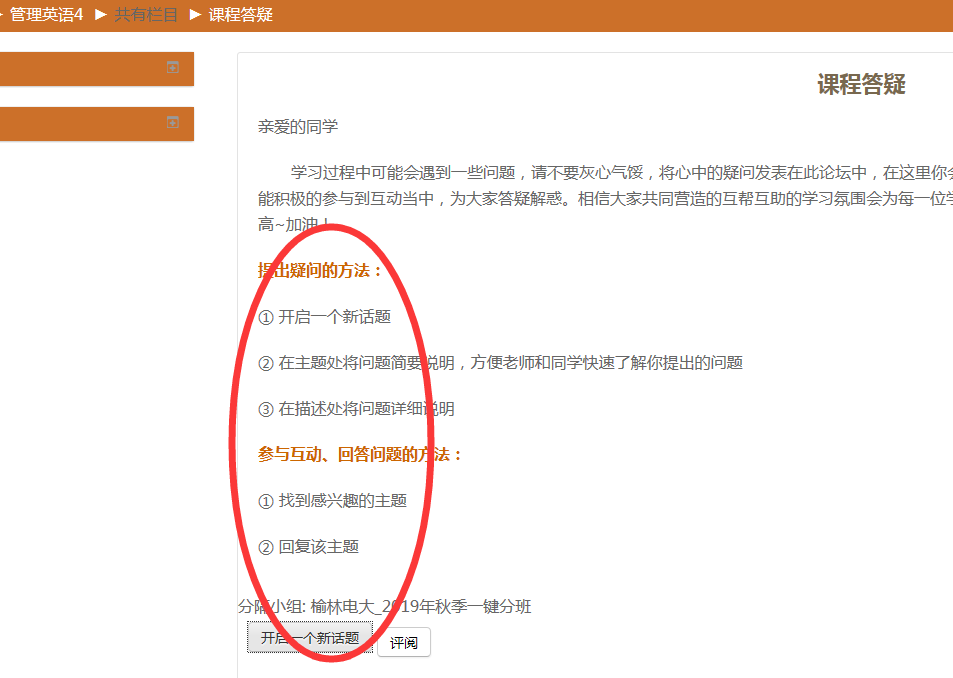 管理英语4 ▶ 共有栏目 ▶ 课程答疑
课程答疑
亲爱的同学
学习过程中可能会遇到一些问题，请不要灰心气馁，将心中的疑问发表在此论坛中，在这里你
能积极的参与到互动当中，为大家答疑解惑。相信大家共同营造的互帮互助的学习氛围会为每一位
高~加油！
提出疑问的方法：
① 开启一个新话题
② 在主题处将问题简要说明，方便老师和同学快速了解你提出的问题
③ 在描述处将问题详细说明
参与互动、回答问题的方法：
① 找到感兴趣的主题
② 回复该主题
分隔小组: 榆林电大_2019年秋季一键分班
开启一个新话题 评阅